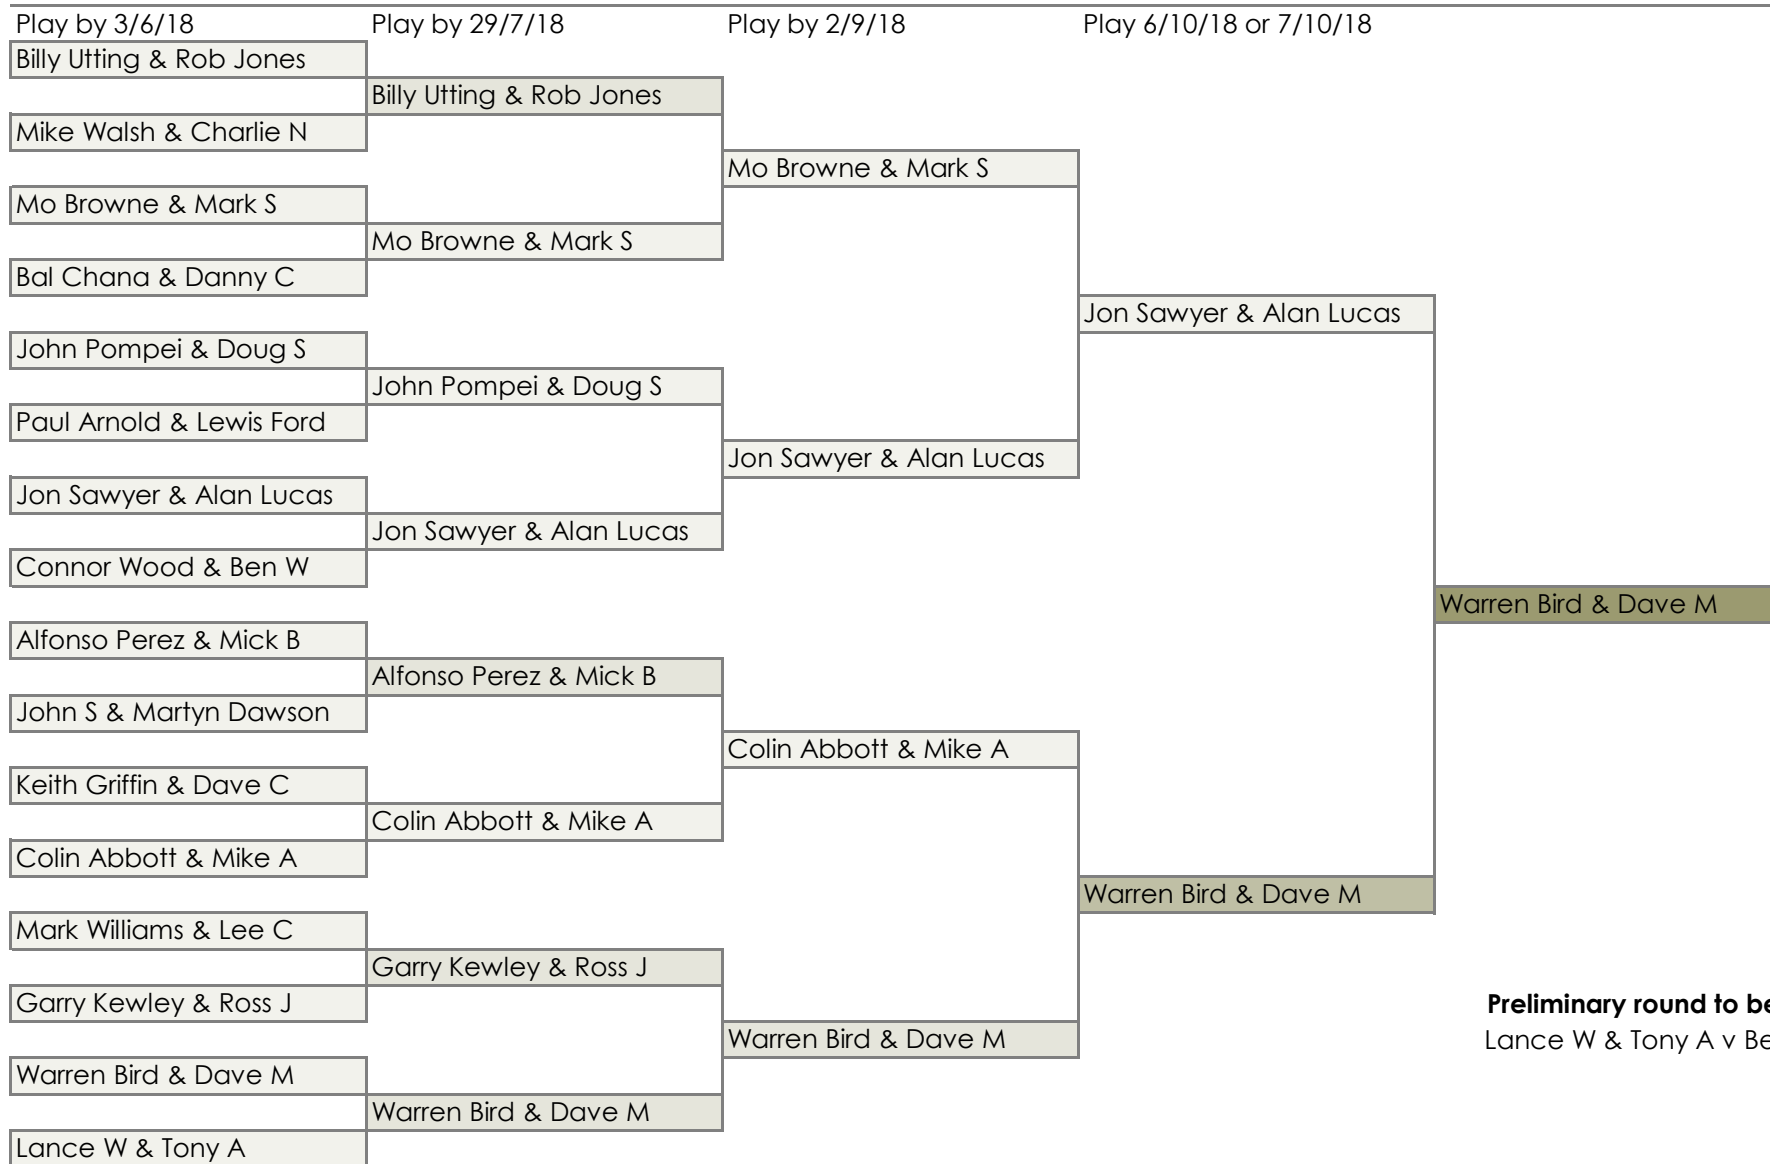 Play by 3/6/18
Play by 29/7/18
Play by 2/9/18
Play 6/10/18 or 7/10/18
Billy Utting & Rob Jones
Billy Utting & Rob Jones
Mike Walsh & Charlie N
Mo Browne & Mark S
Mo Browne & Mark S
Mo Browne & Mark S
Bal Chana & Danny C
Jon Sawyer & Alan Lucas
John Pompei & Doug S
John Pompei & Doug S
Paul Arnold & Lewis Ford
Jon Sawyer & Alan Lucas
Jon Sawyer & Alan Lucas
Jon Sawyer & Alan Lucas
Connor Wood & Ben W
Warren Bird & Dave M
Alfonso Perez & Mick B
Alfonso Perez & Mick B
John S & Martyn Dawson
Colin Abbott & Mike A
Keith Griffin & Dave C
Colin Abbott & Mike A
Colin Abbott & Mike A
Warren Bird & Dave M
Mark Williams & Lee C
Garry Kewley & Ross J
Garry Kewley & Ross J
Preliminary round to be
Warren Bird & Dave M
Lance W & Tony A v Be
Warren Bird & Dave M
Warren Bird & Dave M
Lance W & Tony A